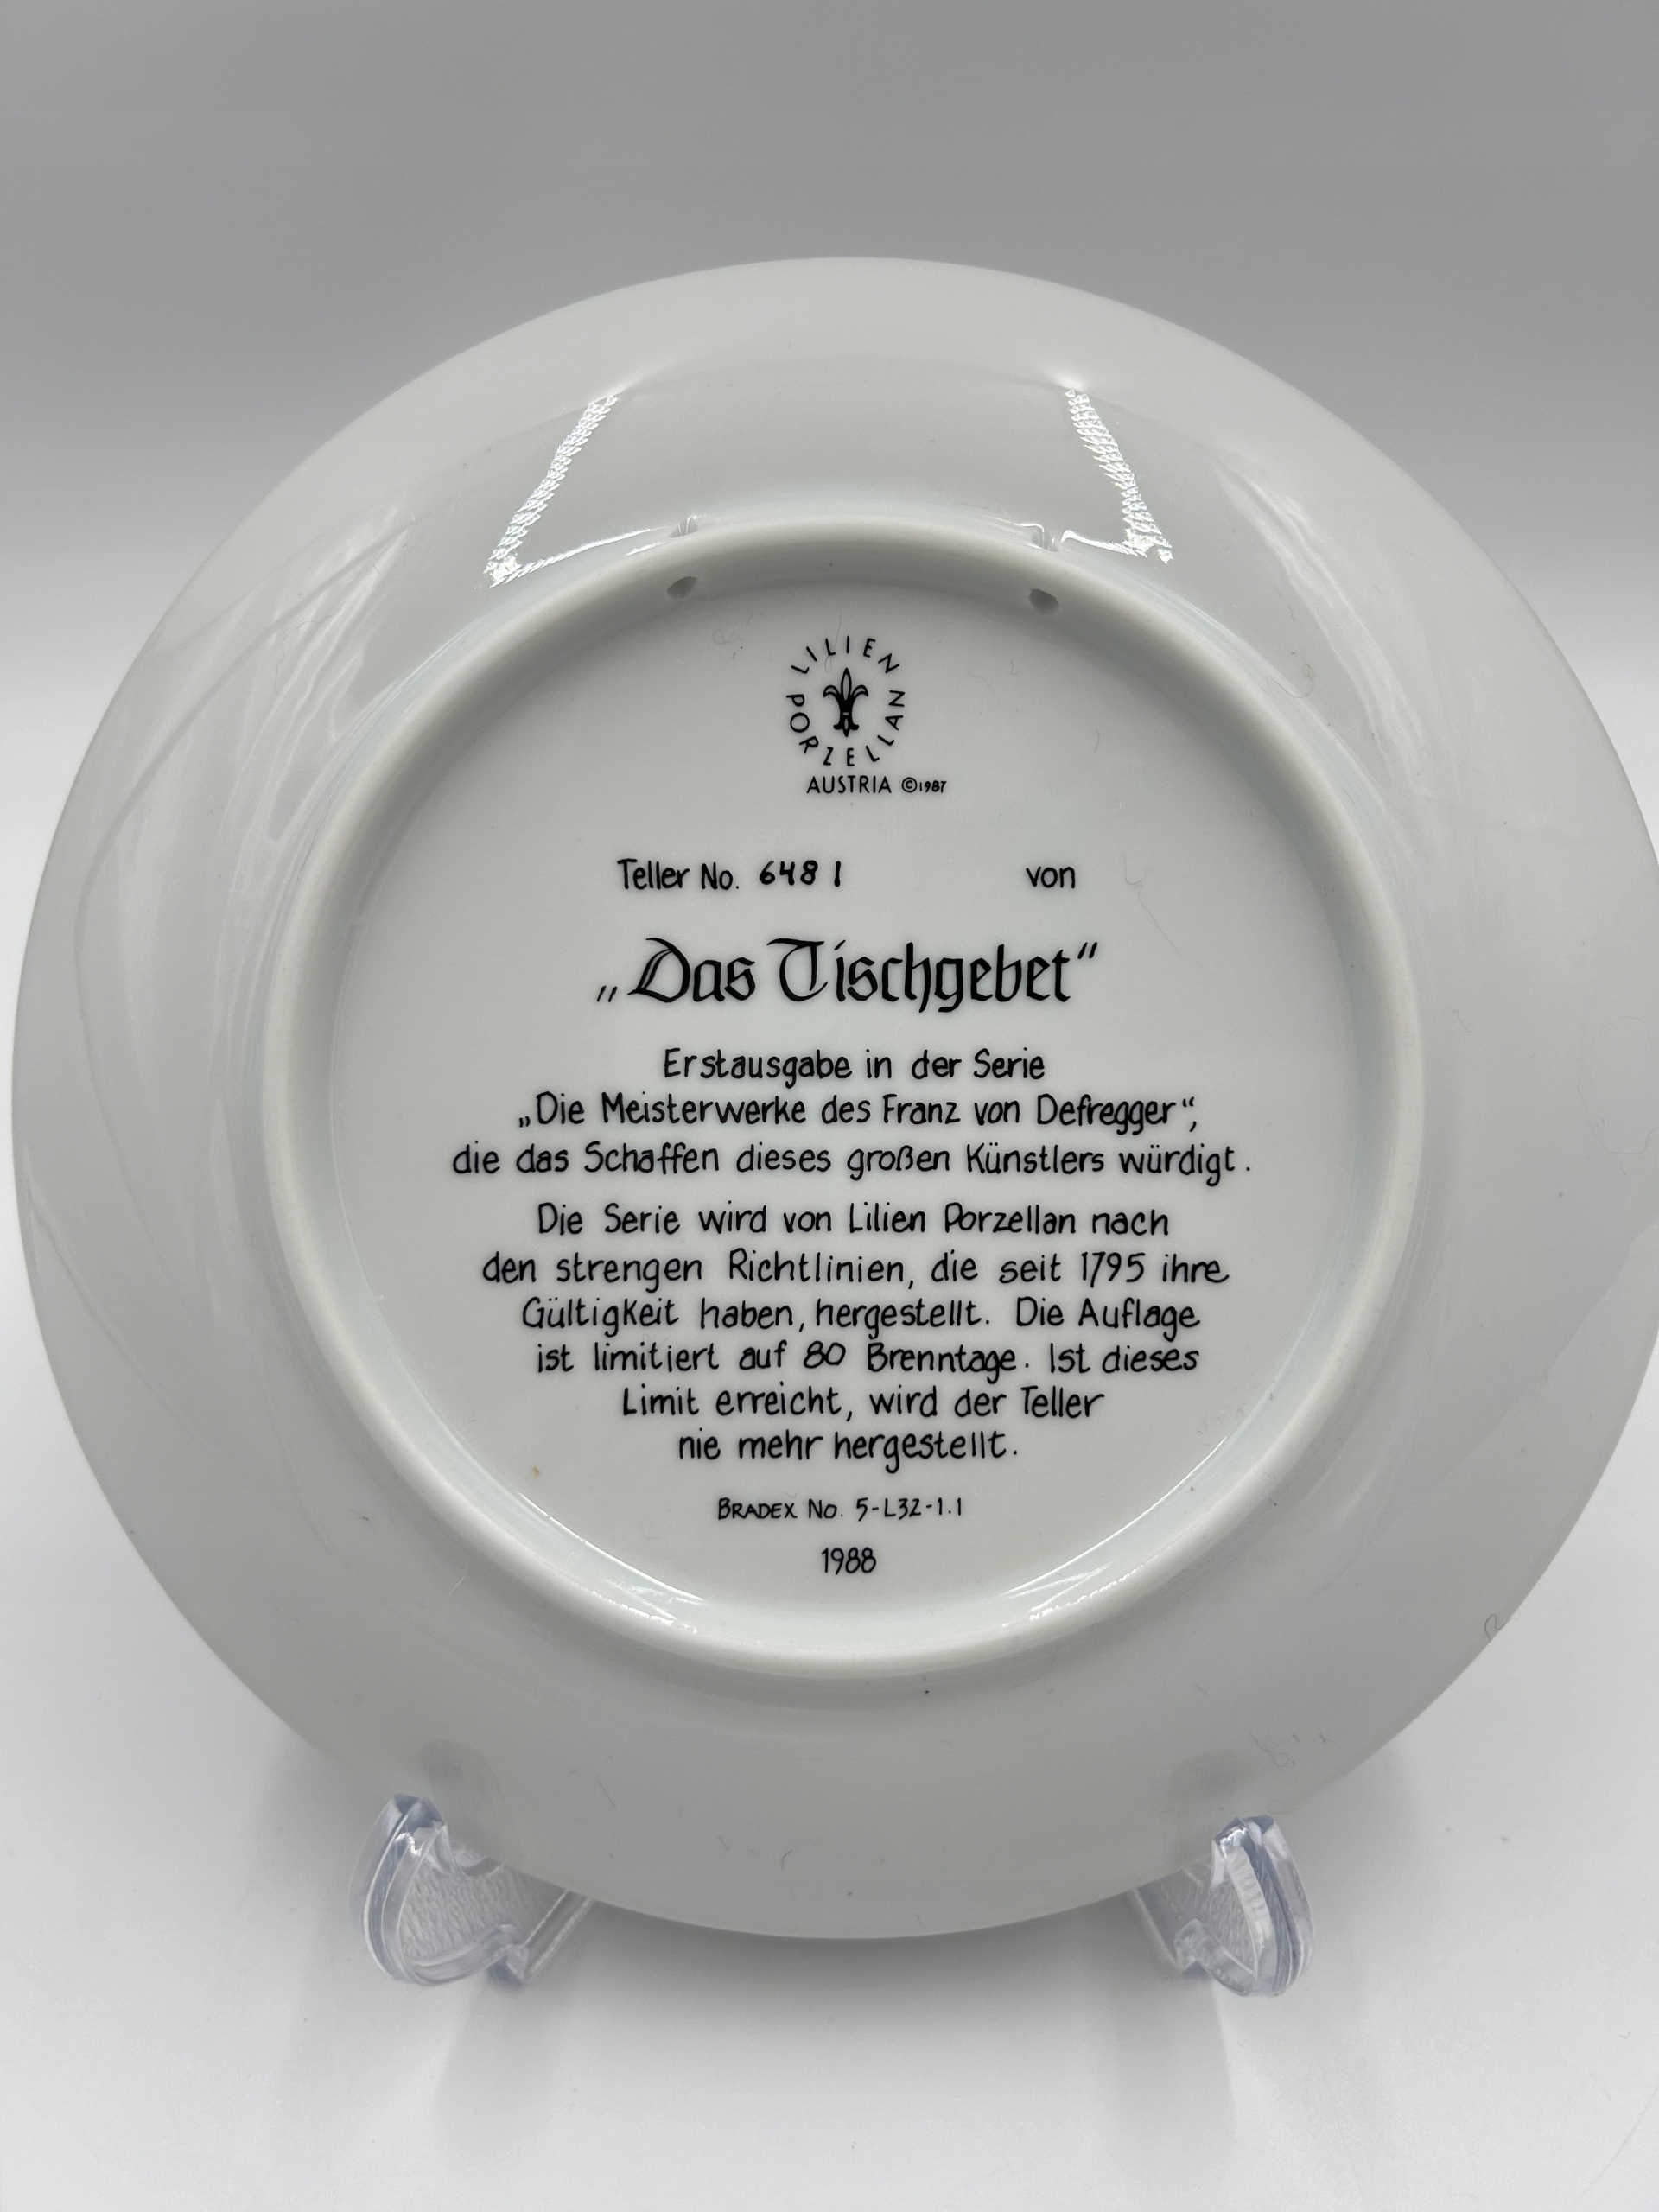 LILIEN
PORZELLAN
AUSTRIA ©1987
Teller No. 6481 von
„Das Tischgebet“
Erstausgabe in der Serie
„Die Meisterwerke des Franz von Defregger“,
die das Schaffen dieses großen Künstlers würdigt.
Die Serie wird von Lilien Porzellan nach
den strengen Richtlinien, die seit 1795 ihre
Gültigkeit haben, hergestellt. Die Auflage
ist limitiert auf 80 Brenntage. Ist dieses
Limit erreicht, wird der Teller
nie mehr hergestellt.
BRADEX No. 5-L32-1.1
1988